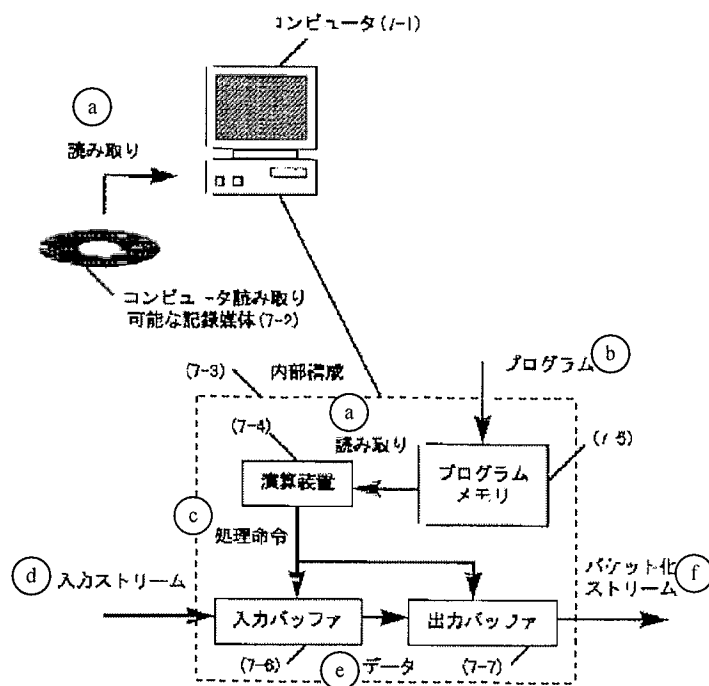 コンピュータ(7-1)
a
読み取り
コンピュータ読み取り
可能な記録媒体(7-2)
(7-3)
内部構成
プログラム
b
a
(7-4)
読み取り
(7-5)
演算装置
プログラム
メモリ
c
処理命令
d
入力ストリーム
パケット化
ストリーム
f
入力バッファ
出力バッファ
(7-6)
e
データ
(7-7)